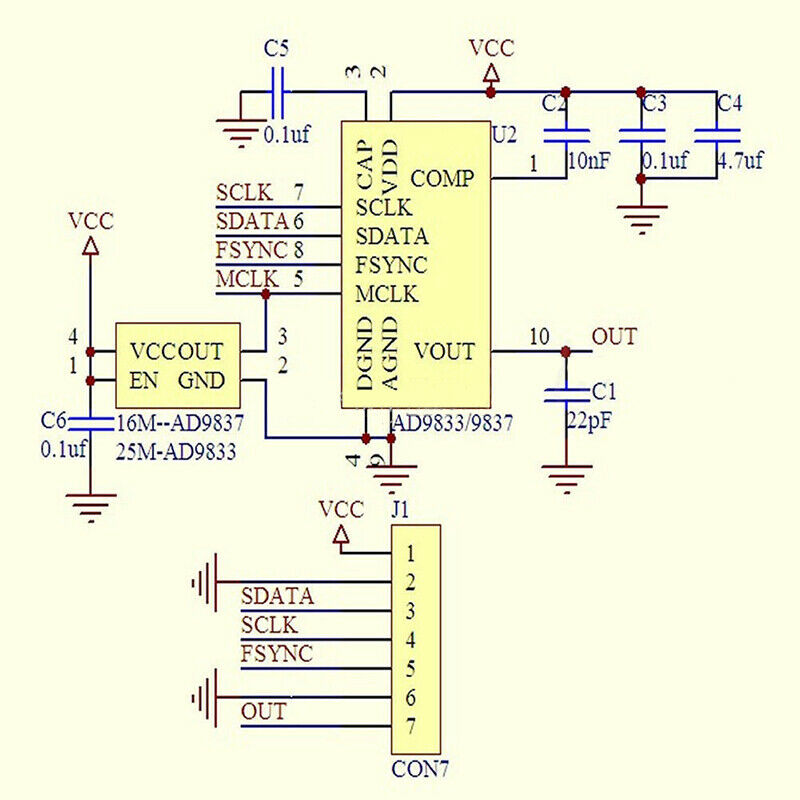 C5
VCC
3
2
C2
C3
C4
0.1uf
U2
10nF
0.1uf
4.7uf
CAP
VDD
COMP
1
SCLK 7
SCLK
SDATA 6
SDATA
FSYNC 8
FSYNC
MCLK 5
MCLK
VCC
4
VCC OUT
3
1
EN GND
2
DGND
AGND
VOUT
10
OUT
C6
0.1uf
16M--AD9837
25M-AD9833
AD9833/9837
C1
22pF
4
9
VCC
J1
1
2
SDATA
3
SCLK
4
FSYNC
5
6
OUT
7
CON7